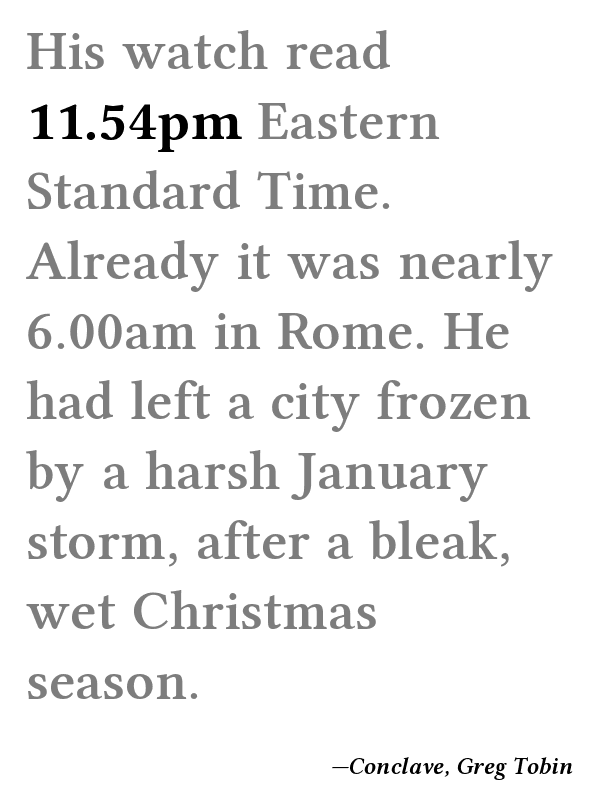 His watch read
11.54pm Eastern
Standard Time.
Already it was nearly
6.00am in Rome. He
had left a city frozen
by a harsh January
storm, after a bleak,
wet Christmas
season.
—Conclave, Greg Tobin